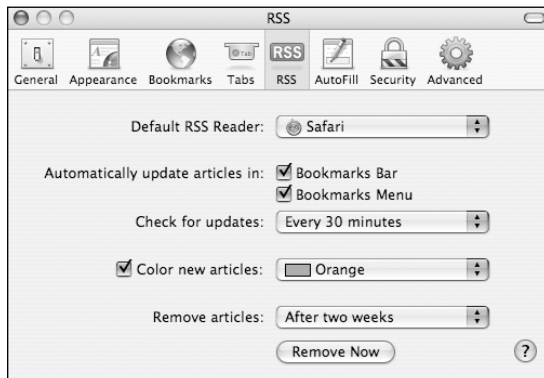 RSS
Tab
RSS
General Appearance Bookmarks Tabs RSS AutoFill Security Advanced
Default RSS Reader: Safari
Automatically update articles in: Bookmarks Bar
Bookmarks Menu
Check for updates: Every 30 minutes
Color new articles: Orange
Remove articles: After two weeks
Remove Now
?